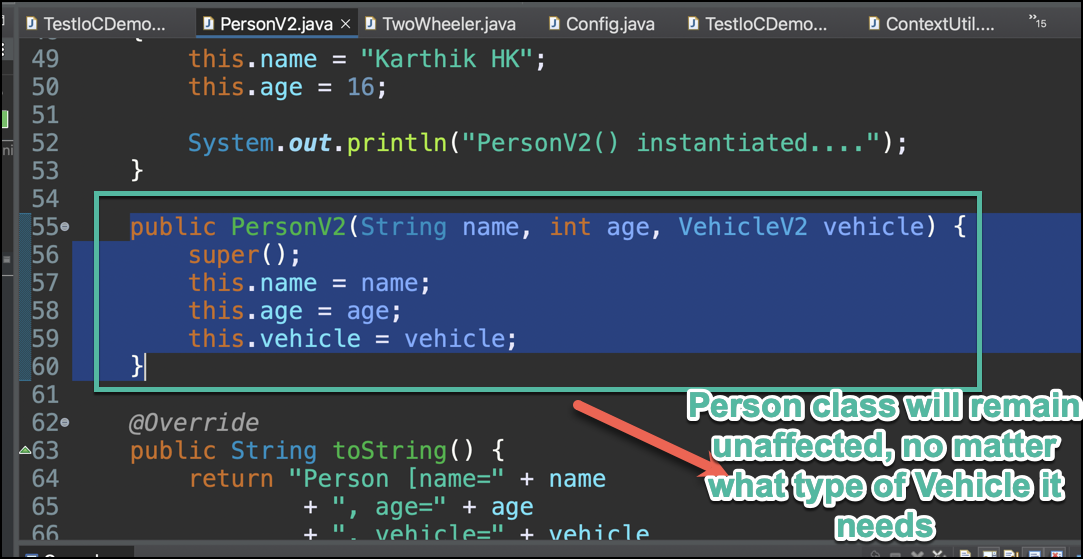 TestIoCDemo... PersonV2.java TwoWheeler.java Config.java TestIoCDemo... ContextUtil.... »15
{
49 this.name = "Karthik HK";
50 this.age = 16;
51
52 System.out.println("PersonV2() instantiated....");
53 }
54
55 public PersonV2(String name, int age, VehicleV2 vehicle) {
56 super();
57 this.name = name;
58 this.age = age;
59 this.vehicle = vehicle;
60 }
61
62 @Override
63 public String toString() {
64 return "Person [name=" + name
65 + ", age=" + age
66 + ", vehicle=" + vehicle
Person class will remain
unaffected, no matter
what type of Vehicle it
needs